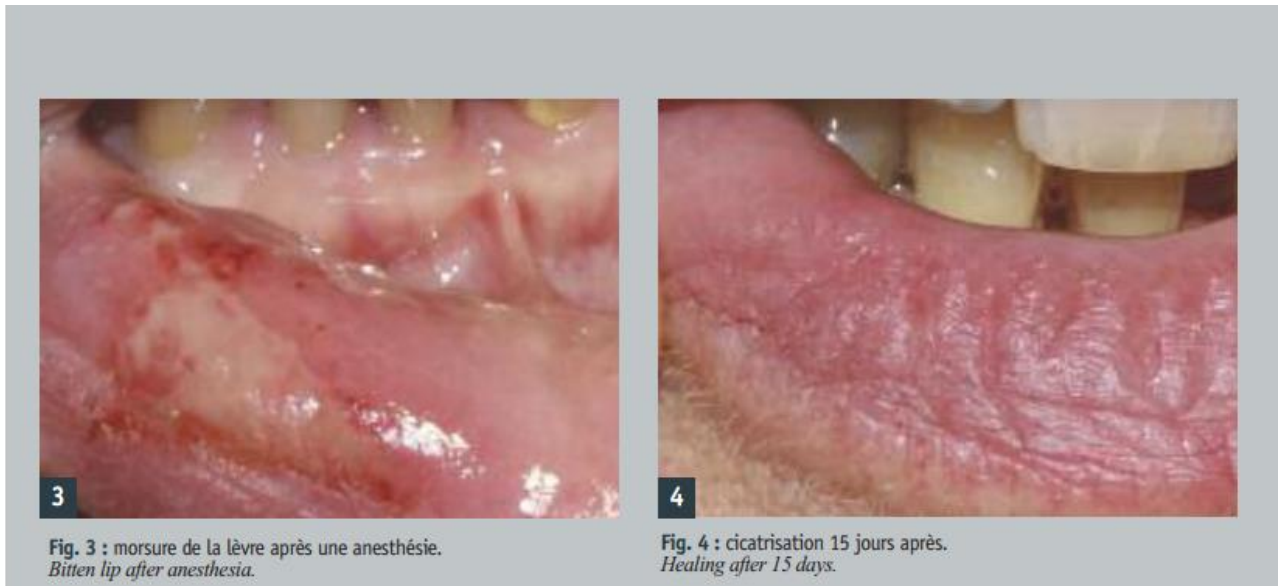 3
Fig. 3 : morsure de la lèvre après une anesthésie.
Bitten lip after anesthesia.
4
Fig. 4 : cicatrisation 15 jours après.
Healing after 15 days.